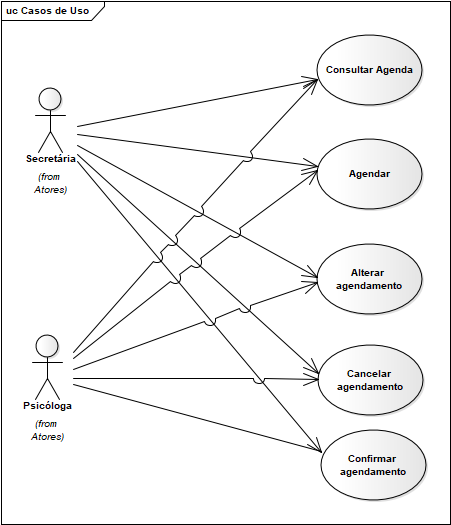 uc Casos de Uso
Consultar Agenda
Secretária
(from
Atores)
Agendar
Alterar
agendamento
Psicóloga
(from
Atores)
Cancelar
agendamento
Confirmar
agendamento